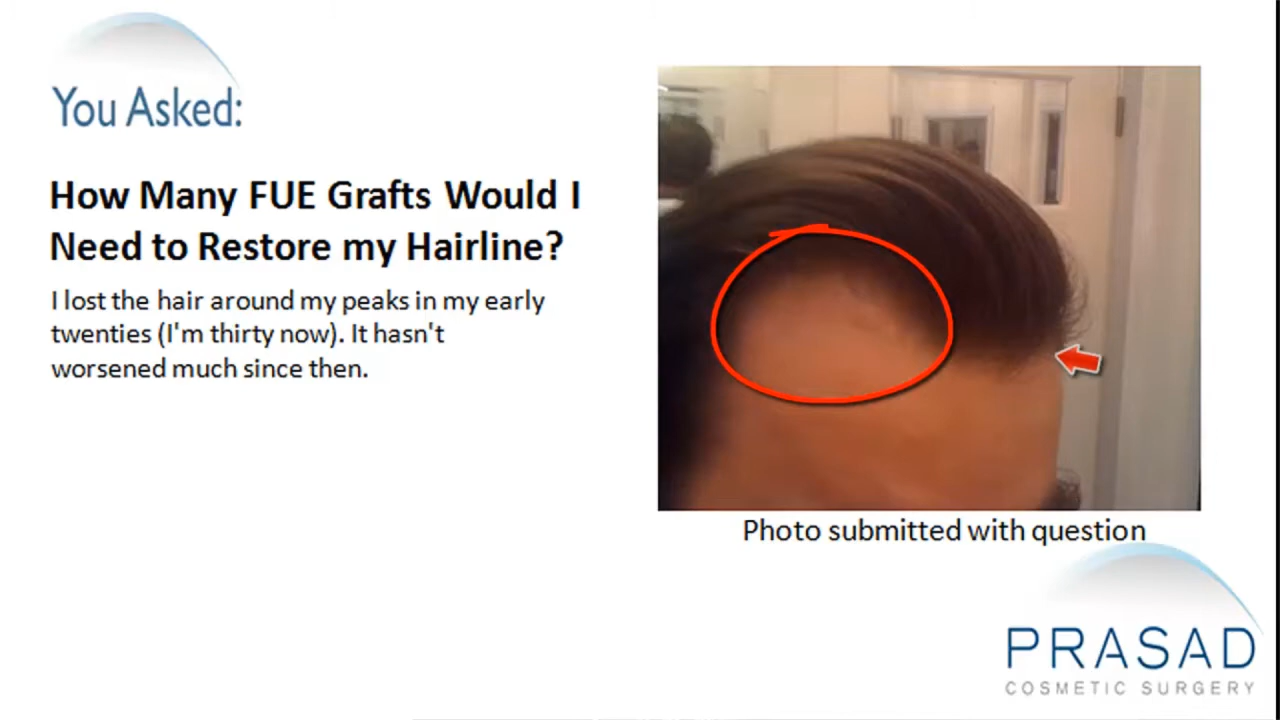 You Asked:
How Many FUE Grafts Would I
Need to Restore my Hairline?
I lost the hair around my peaks in my early
twenties (I'm thirty now). It hasn't
worsened much since then.
Photo submitted with question
PRASAD
COSMETIC SURGERY